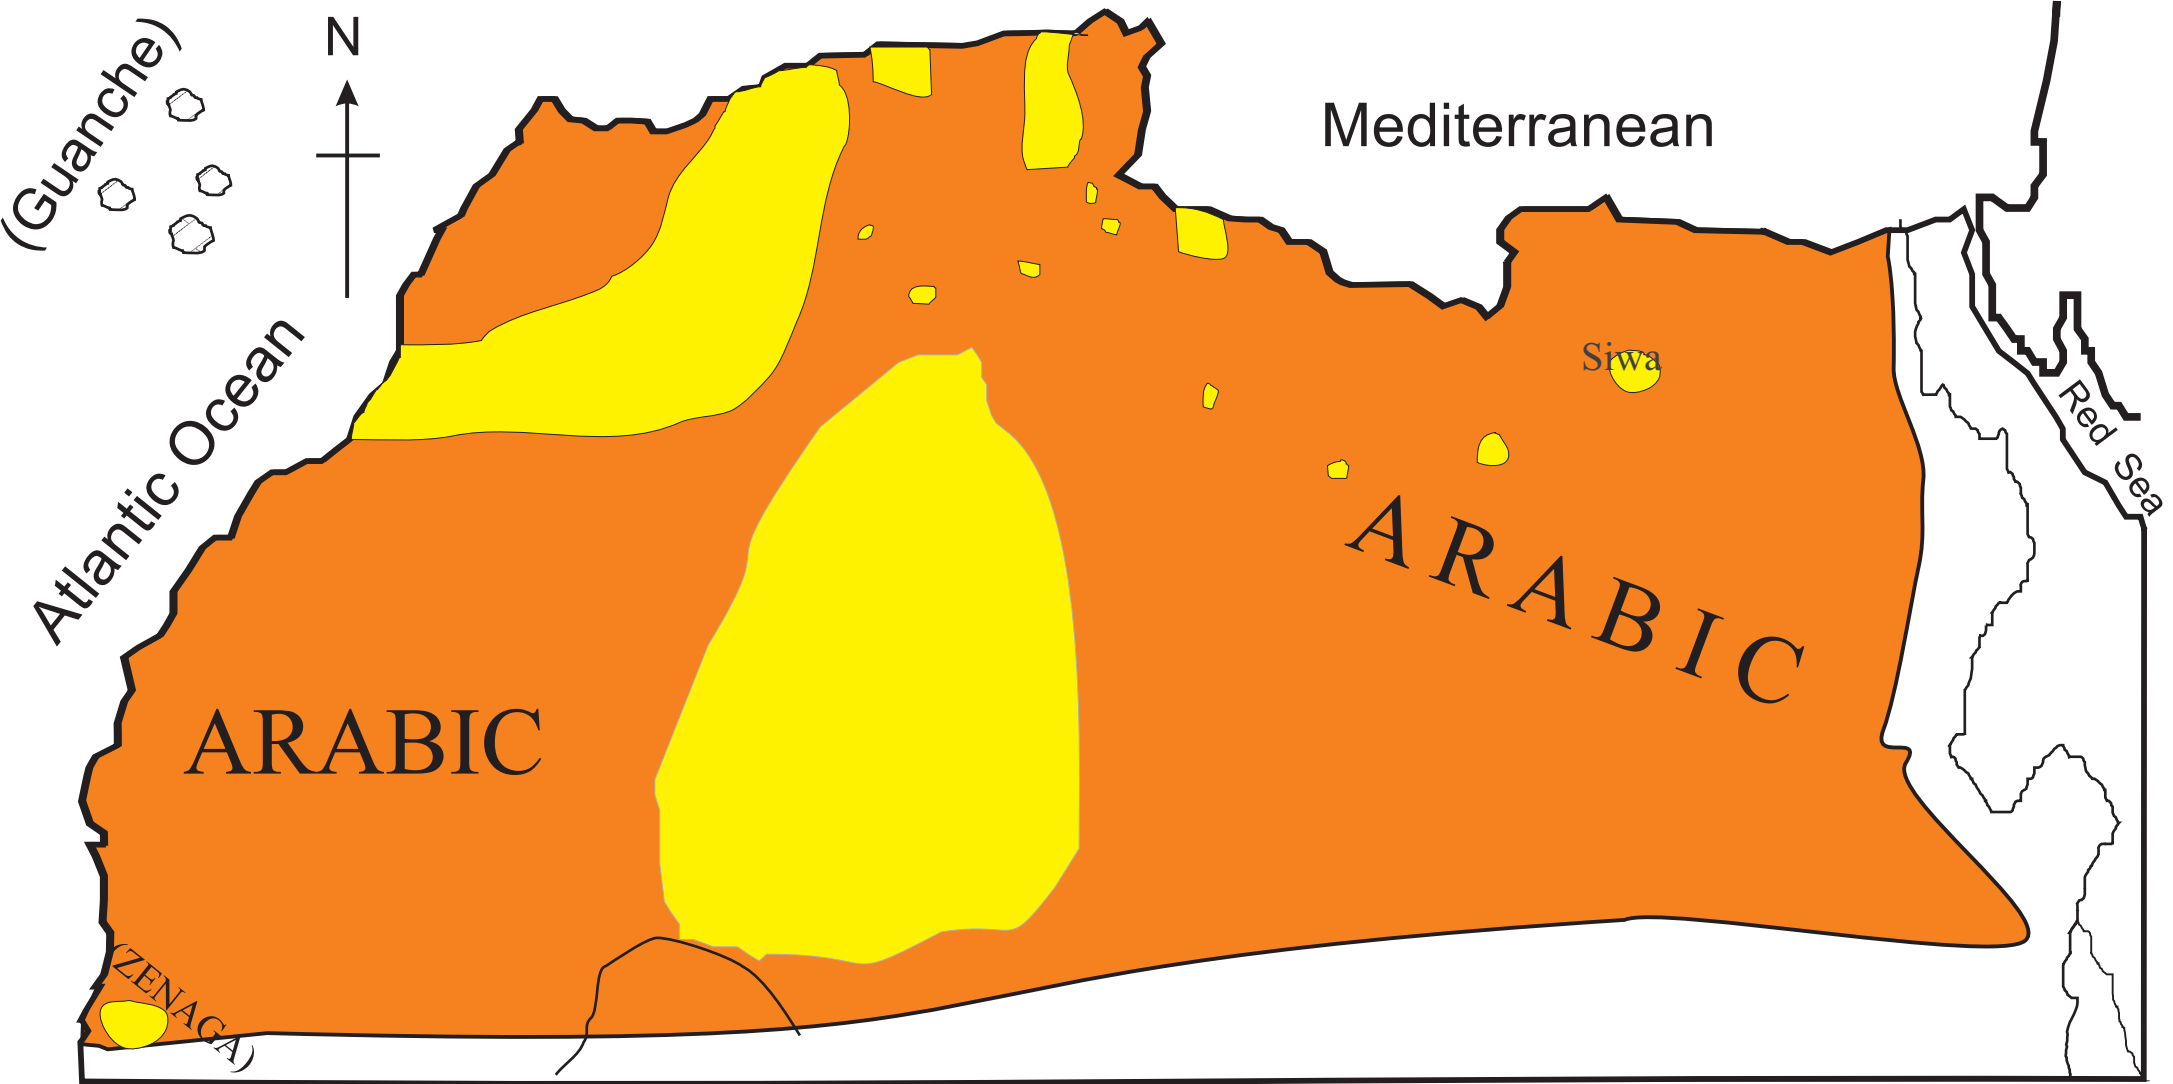 (Guanche)
N
Mediterranean
Atlantic Ocean
Siwa
Red Sea
ARABIC
ARABIC
(ZENAGA)